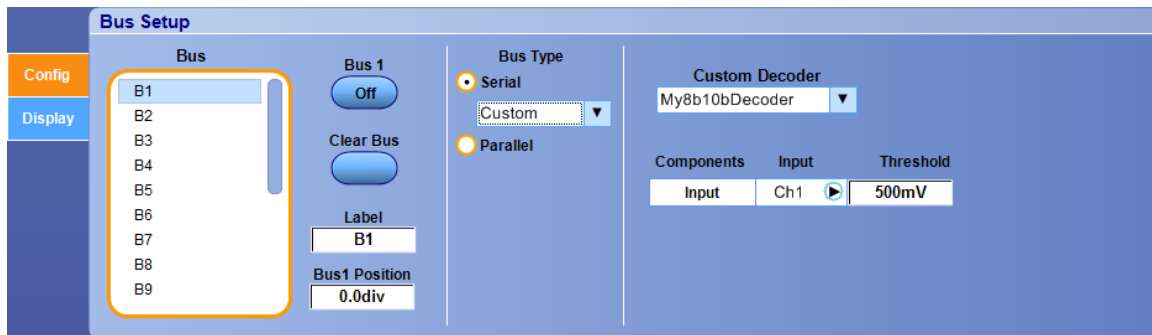 Bus Setup
Config
Display
Bus
B1
B2
B3
B4
B5
B6
B7
B8
B9
Bus 1
Off
Clear Bus
Label
B1
Bus1 Position
0.0div
Bus Type
Serial
Custom
Parallel
Custom Decoder
My8b10bDecoder
Components Input Threshold
Input Ch1 500mV